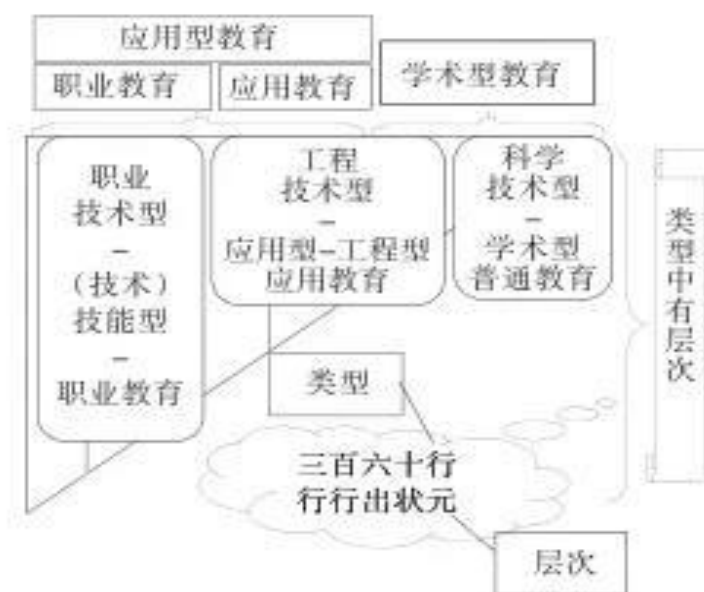 应用型教育
职业教育
应用教育
学术型教育
职业
技术型
–
（技术）
技能型
–
职业教育
工程
技术型
–
应用型–工程型
应用教育
科学
技术型
–
学术型
普通教育
类型中有层次
类型
三百六十行
行行出状元
层次